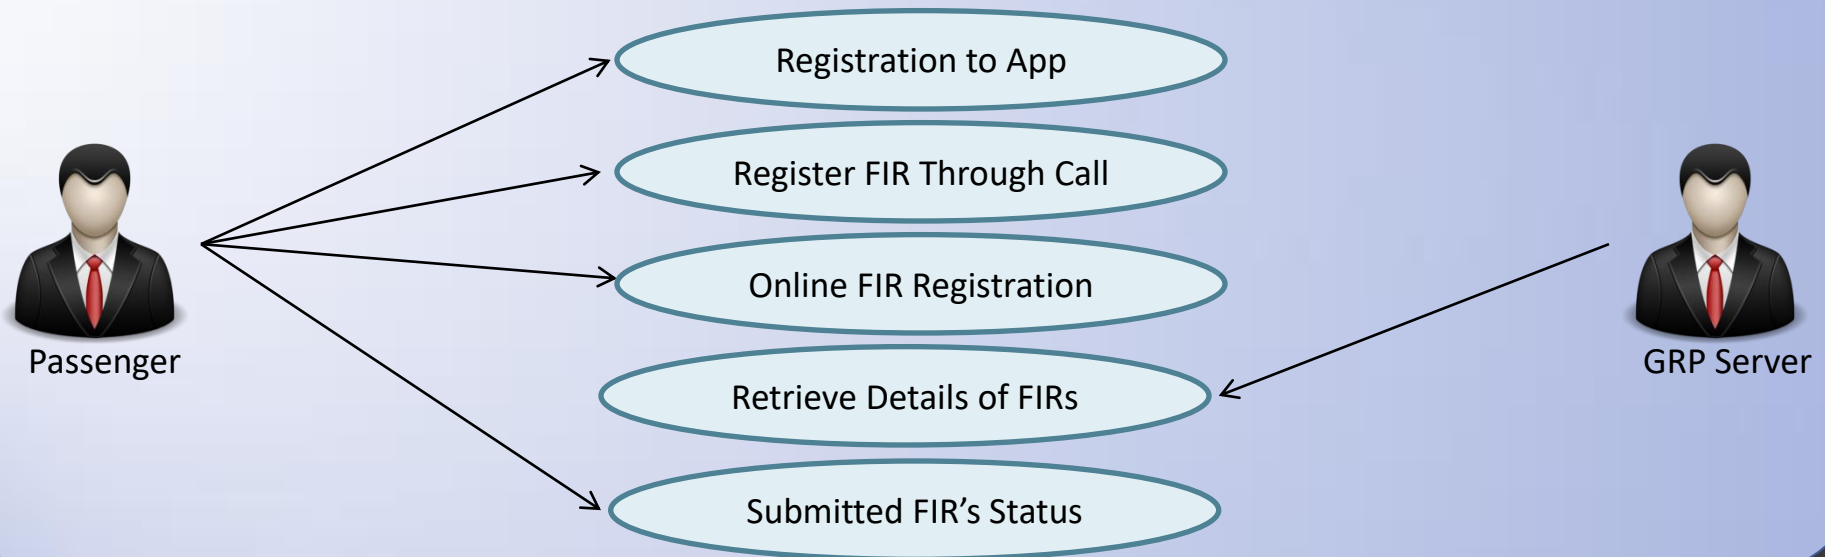 Registration to App
Register FIR Through Call
Online FIR Registration
Passenger
GRP Server
Retrieve Details of FIRs
Submitted FIR’s Status